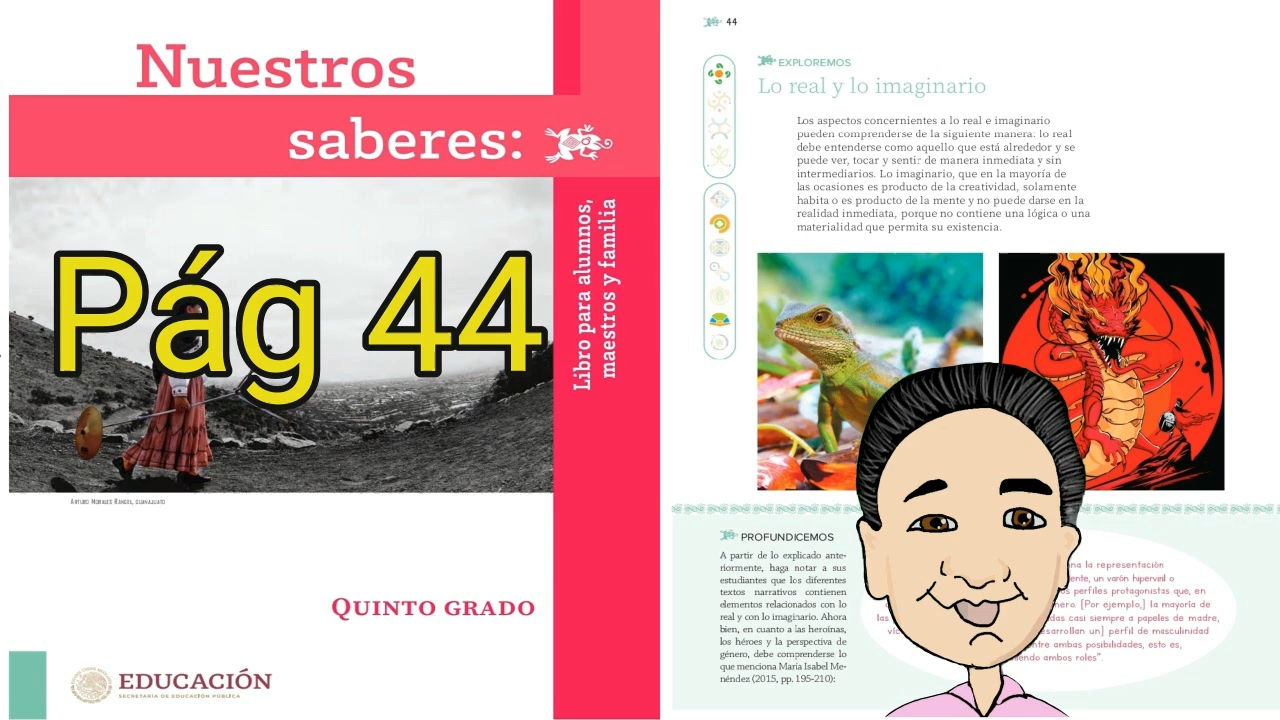 Nuestros
saberes:
Libro para alumnos,
maestros y familia
Pág 44
ARTURO MORALES RANGEL, GUANAJUATO
QUINTO GRADO
EDUCACIÓN
SECRETARÍA DE EDUCACIÓN PÚBLICA
44
EXPLOREMOS
Lo real y lo imaginario
Los aspectos concernientes a lo real e imaginario
pueden comprenderse de la siguiente manera: lo real
debe entenderse como aquello que está alrededor y se
puede ver, tocar y sentir de manera inmediata y sin
intermediarios. Lo imaginario, que en la mayoría de
las ocasiones es producto de la creatividad, solamente
habita o es producto de la mente y no puede darse en la
realidad inmediata, porque no contiene una lógica o una
materialidad que permita su existencia.
PROFUNDICEMOS
A partir de lo explicado ante-
riormente, haga notar a sus
estudiantes que los diferentes
textos narrativos contienen
elementos relacionados con lo
real y con lo imaginario. Ahora
bien, en cuanto a las heroínas,
los héroes y la perspectiva de
género, debe comprenderse lo
que menciona María Isabel Me-
néndez (2015, pp. 195-210):
la representación
un varón hiperviril o
perfiles protagonistas que, en
[Por ejemplo,] la mayoría de
las casi siempre a papeles de madre,
un] perfil de masculinidad
entre ambas posibilidades, esto es,
ambos roles".